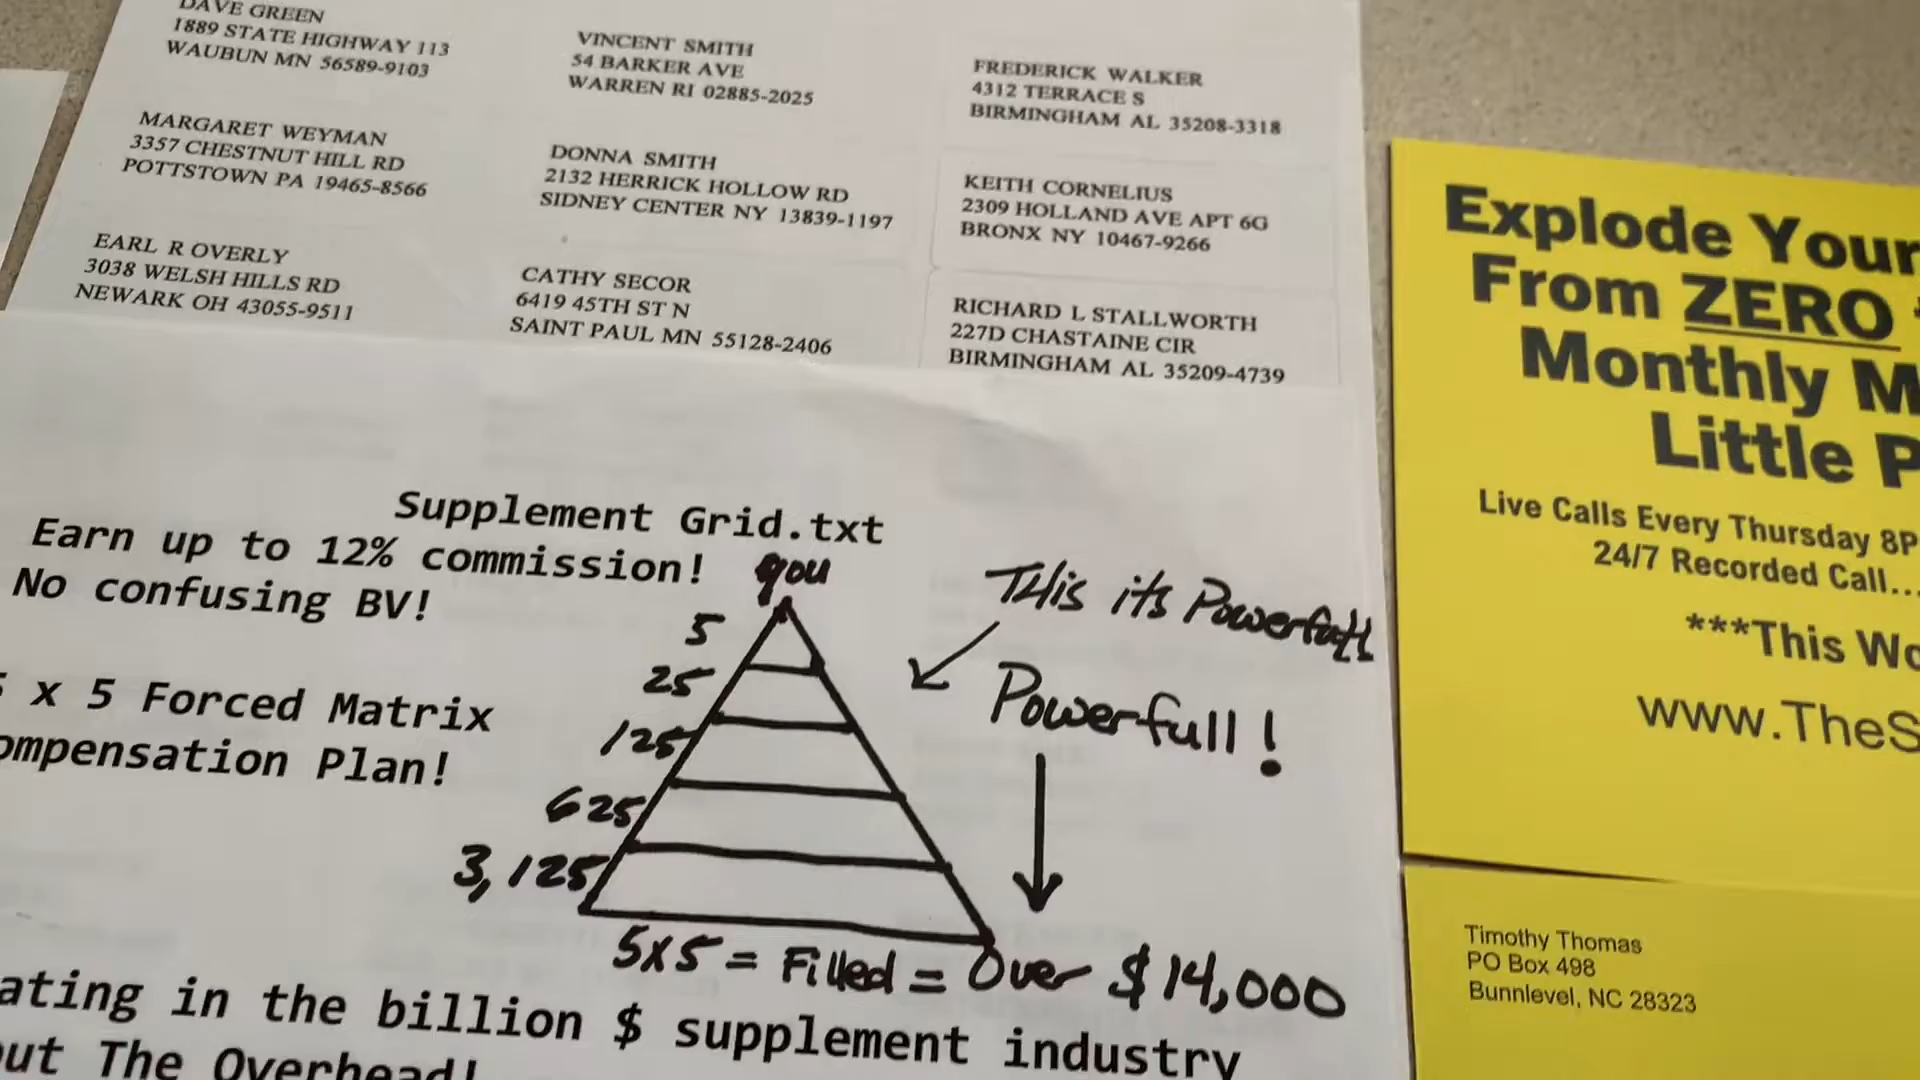 DAVE GREEN
1889 STATE HIGHWAY 113
WAUBUN MN 56589-9103
VINCENT SMITH
54 BARKER AVE
WARREN RI 02885-2025
FREDERICK WALKER
4312 TERRACE S
BIRMINGHAM AL 35208-3318
MARGARET WEYMAN
3357 CHESTNUT HILL RD
POTTSTOWN PA 19465-8566
DONNA SMITH
2132 HERRICK HOLLOW RD
SIDNEY CENTER NY 13839-1197
KEITH CORNELIUS
2309 HOLLAND AVE APT 6G
BRONX NY 10467-9266
EARL R OVERLY
3038 WELSH HILLS RD
NEWARK OH 43055-9511
CATHY SECOR
6419 45TH ST N
SAINT PAUL MN 55128-2406
RICHARD L STALLWORTH
227D CHASTAINE CIR
BIRMINGHAM AL 35209-4739
Supplement Grid.txt
Earn up to 12% commission!
No confusing BV!
x 5 Forced Matrix
ompensation Plan!
you
5
25
125
625
3,125
This its
Powerfull!
5x5 = Filled = Over $14,000
ating in the billion $ supplement industry
out The Overhead!
Explode Your
From ZERO
Monthly M
Little P
Live Calls Every Thursday 8P
24/7 Recorded Call...
***This Wo
www.TheS
Timothy Thomas
PO Box 498
Bunnlevel, NC 28323